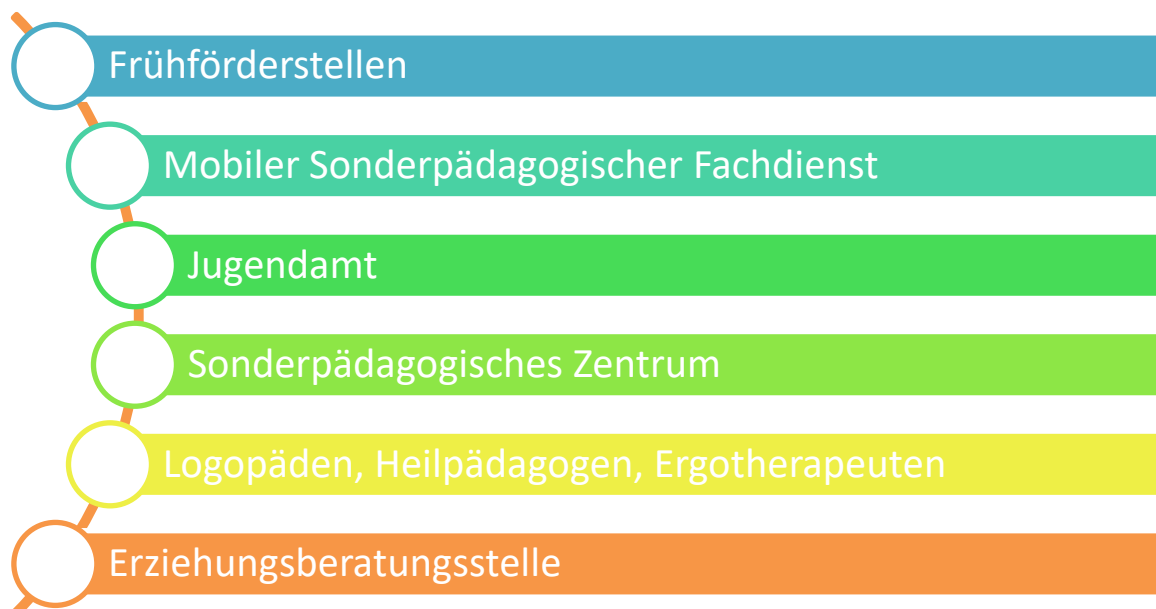 Frühförderstellen
Mobiler Sonderpädagogischer Fachdienst
Jugendamt
Sonderpädagogisches Zentrum
Logopäden, Heilpädagogen, Ergotherapeuten
Erziehungsberatungsstelle